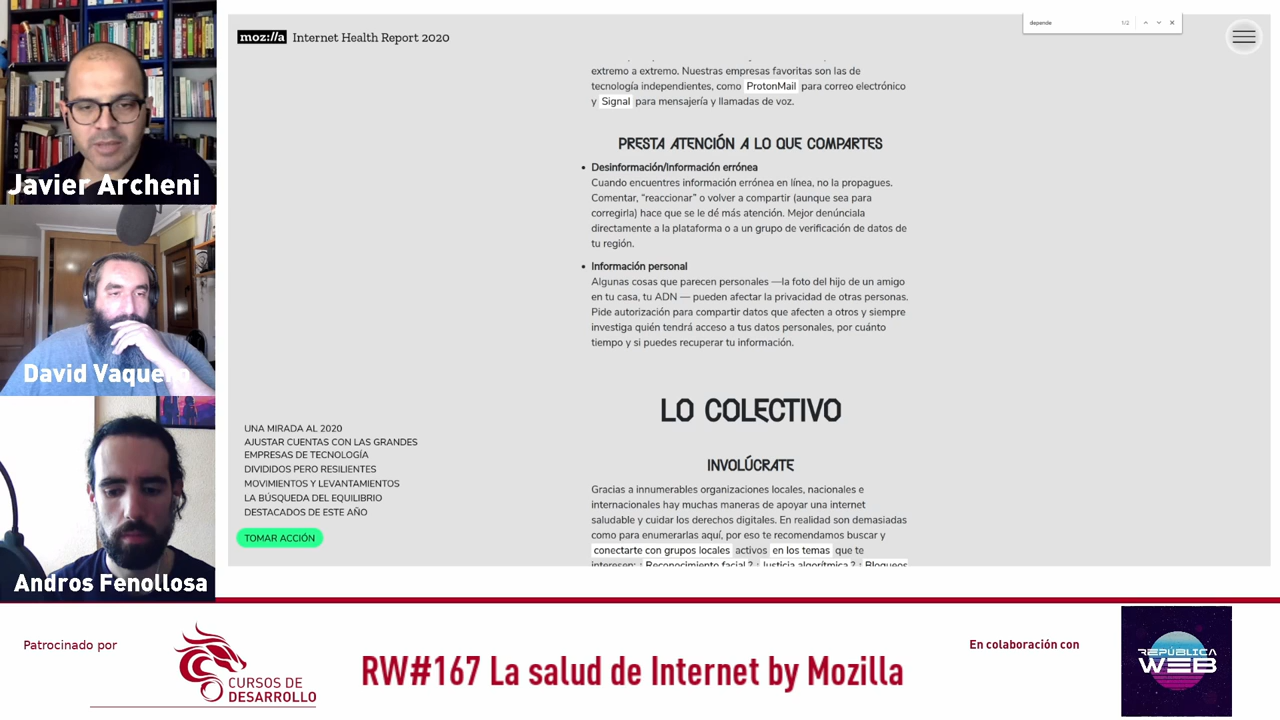 Javier Archeni
David Vaquero
Andros Fenollosa
moz://a Internet Health Report 2020
depende 1/2
extremo a extremo. Nuestras empresas favoritas son las de
tecnología independientes, como ProtonMail para correo electrónico
y Signal para mensajería y llamadas de voz.
PRESTA ATENCIÓN A LO QUE COMPARTES
• Desinformación/Información errónea
Cuando encuentres información errónea en línea, no la propagues.
Comentar, “reaccionar” o volver a compartir (aunque sea para
corregirla) hace que se le dé más atención. Mejor denúnciala
directamente a la plataforma o a un grupo de verificación de datos de
tu región.
• Información personal
Algunas cosas que parecen personales —la foto del hijo de un amigo
en tu casa, tu ADN — pueden afectar la privacidad de otras personas.
Pide autorización para compartir datos que afecten a otros y siempre
investiga quién tendrá acceso a tus datos personales, por cuánto
tiempo y si puedes recuperar tu información.
LO COLECTIVO
INVOLÚCRATE
Gracias a innumerables organizaciones locales, nacionales e
internacionales hay muchas maneras de apoyar una internet
saludable y cuidar los derechos digitales. En realidad son demasiadas
como para enumerarlas aquí, por eso te recomendamos buscar y
conectarte con grupos locales activos en los temas que te
interesen: ¿Reconocimiento facial? ¿Justicia algorítmica? ¿Bloqueos
UNA MIRADA AL 2020
AJUSTAR CUENTAS CON LAS GRANDES
EMPRESAS DE TECNOLOGÍA
DIVIDIDOS PERO RESILIENTES
MOVIMIENTOS Y LEVANTAMIENTOS
LA BÚSQUEDA DEL EQUILIBRIO
DESTACADOS DE ESTE AÑO
TOMAR ACCIÓN
Patrocinado por
CURSOS DE
DESARROLLO
RW#167 La salud de Internet by Mozilla
En colaboración con
REPÚBLICA
WEB